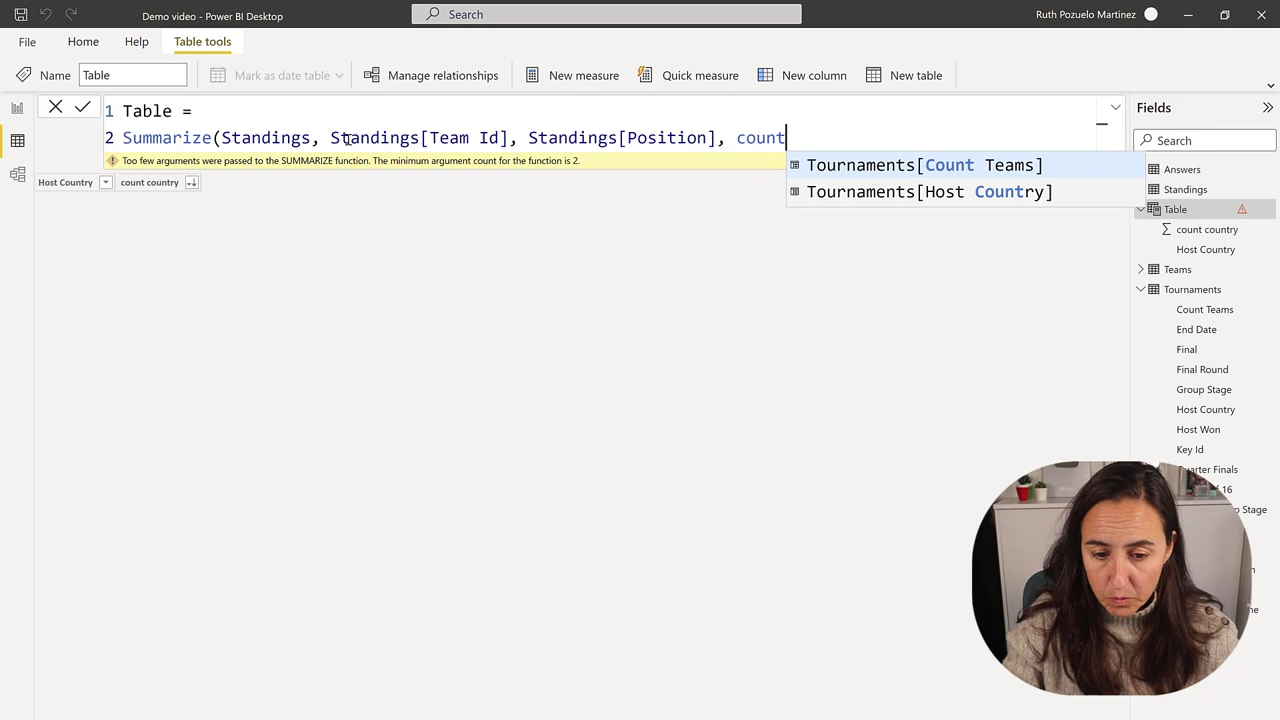 Demo video - Power BI Desktop
Search
Ruth Pozuelo Martinez
File
Home
Help
Table tools
Name
Table
Mark as date table
Manage relationships
New measure
Quick measure
New column
New table
1 Table =
2 Summarize(Standings, Standings[Team Id], Standings[Position], count
Too few arguments were passed to the SUMMARIZE function. The minimum argument count for the function is 2.
Tournaments[Count Teams]
Tournaments[Host Country]
Host Country
count country
Fields
Search
Answers
Standings
Table
count country
Host Country
Teams
Tournaments
Count Teams
End Date
Final
Final Round
Group Stage
Host Country
Host Won
Key Id
Quarter Finals
16
Stage